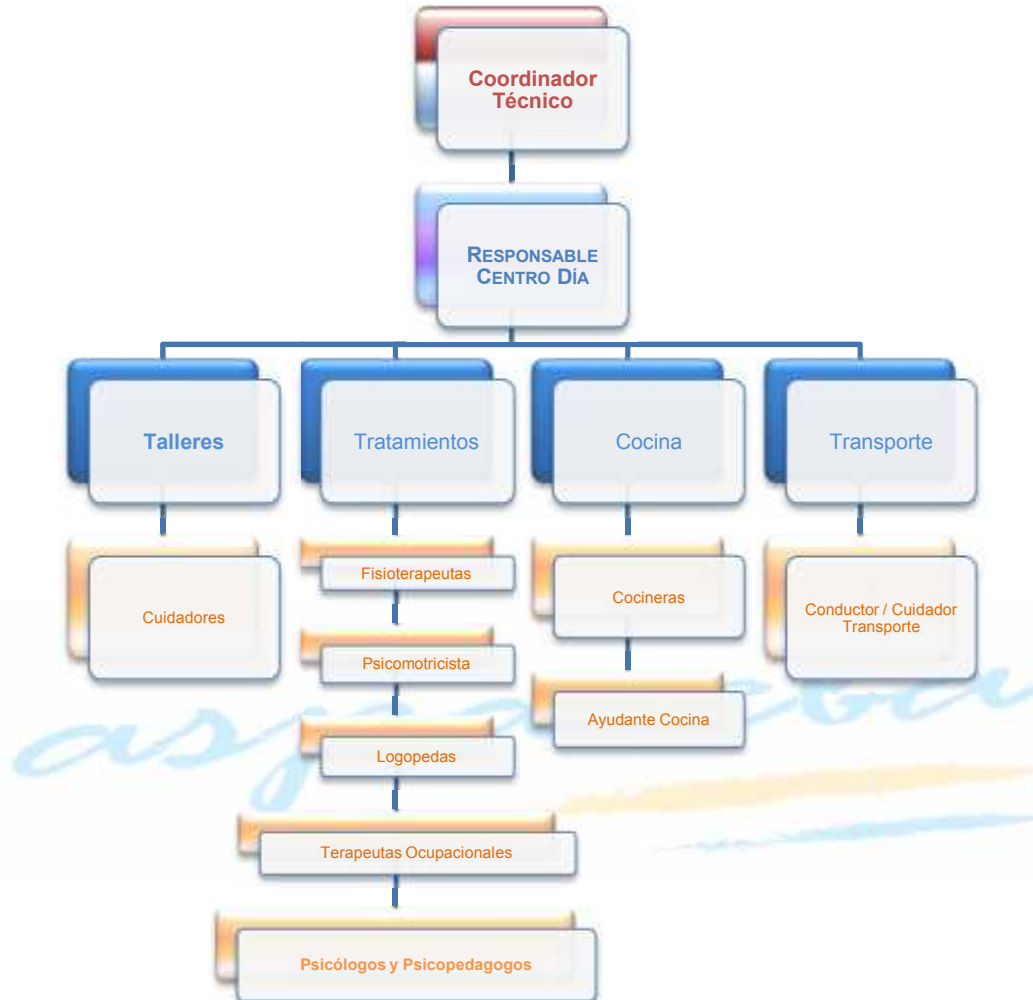 Coordinador
Técnico
RESPONSABLE
CENTRO DÍA
Talleres
Tratamientos
Cocina
Transporte
Cuidadores
Fisioterapeutas
Psicomotricista
Logopedas
Terapeutas Ocupacionales
Psicólogos y Psicopedagogos
Cocineras
Ayudante Cocina
Conductor / Cuidador
Transporte